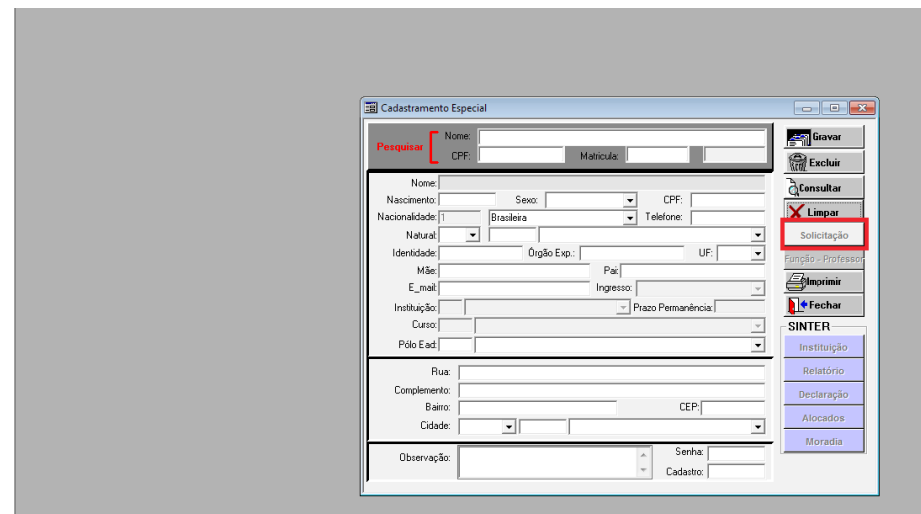 Cadastramento Especial
Pesquisar
Nome:
CPF:
Matricula:
Nome:
Nascimento:
Sexo:
CPF:
Nacionalidade: 1 Brasileira
Telefone:
Natural:
Identidade:
Órgão Exp.:
UF:
Mãe:
Pai:
E_mail:
Ingresso:
Instituição:
Prazo Permanência:
Curso:
Pólo Ead:
Rua:
Complemento:
Bairro:
CEP:
Cidade:
Observação:
Senha:
Cadastro:
Gravar
Excluir
Consultar
Limpar
Solicitação
Função - Professor
Imprimir
Fechar
SINTER
Instituição
Relatório
Declaração
Alocados
Moradia